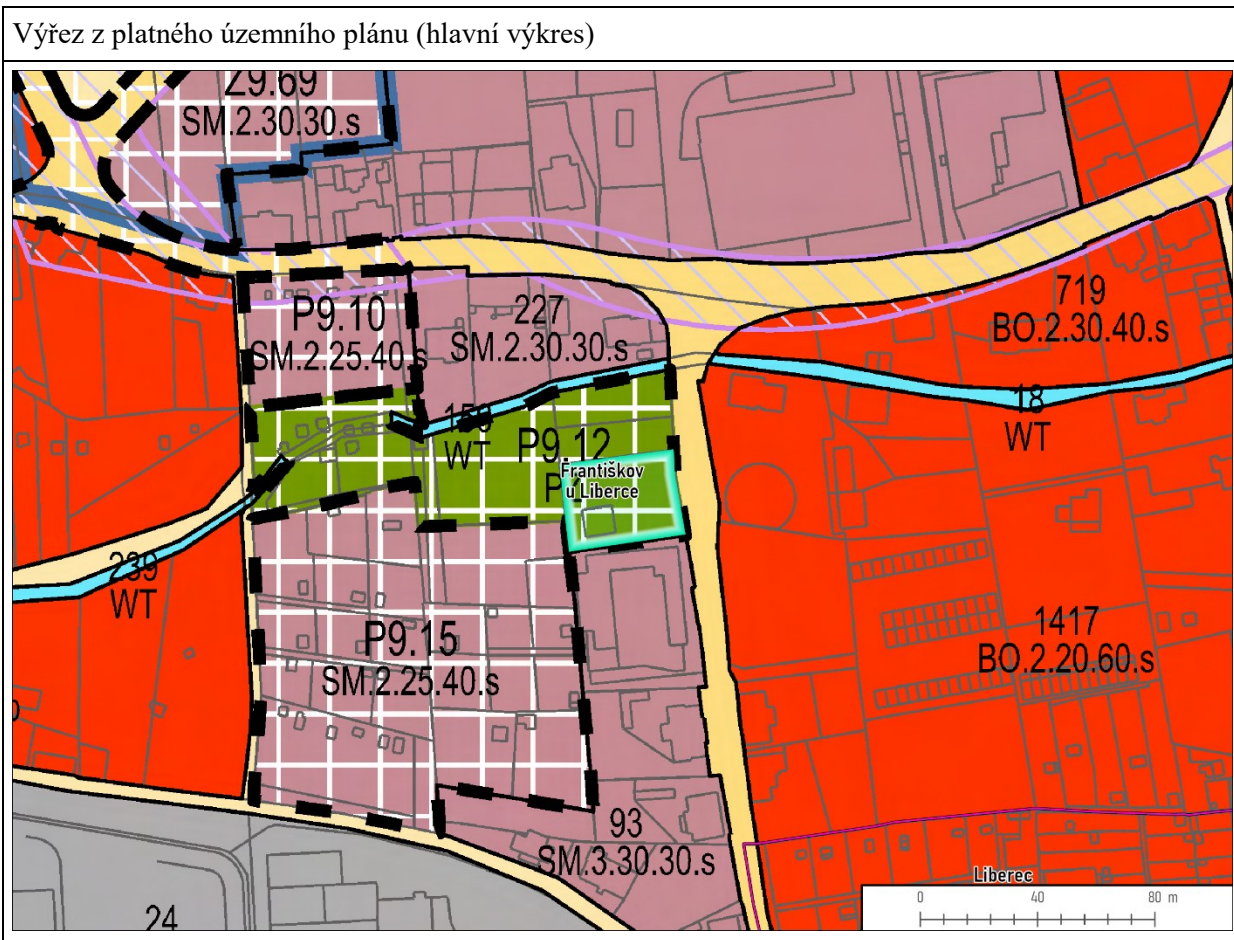 Výřez z platného územního plánu (hlavní výkres)
Z9.69
SM.2.30.30.s
P9.10
SM.2.25.40.s
227
SM.2.30.30.s
719
BO.2.30.40.s
159
WT
18
WT
P9.12
Františkov
u Liberce
239
WT
P9.15
SM.2.25.40.s
1417
BO.2.20.60.s
93
SM.3.30.30.s
24
Liberec
0 40 80 m